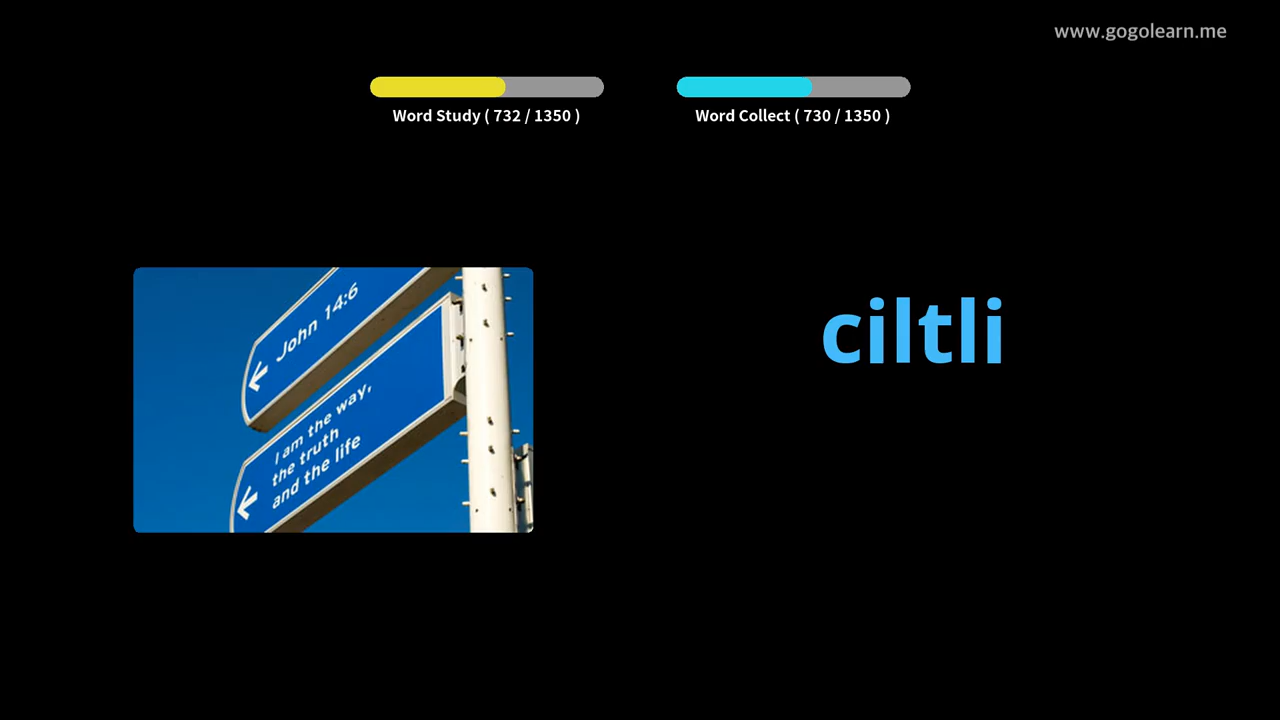 www.gogolearn.me
Word Study ( 732 / 1350 )
Word Collect ( 730 / 1350 )
John 14:6
I am the way,
the truth
and the life
ciltli